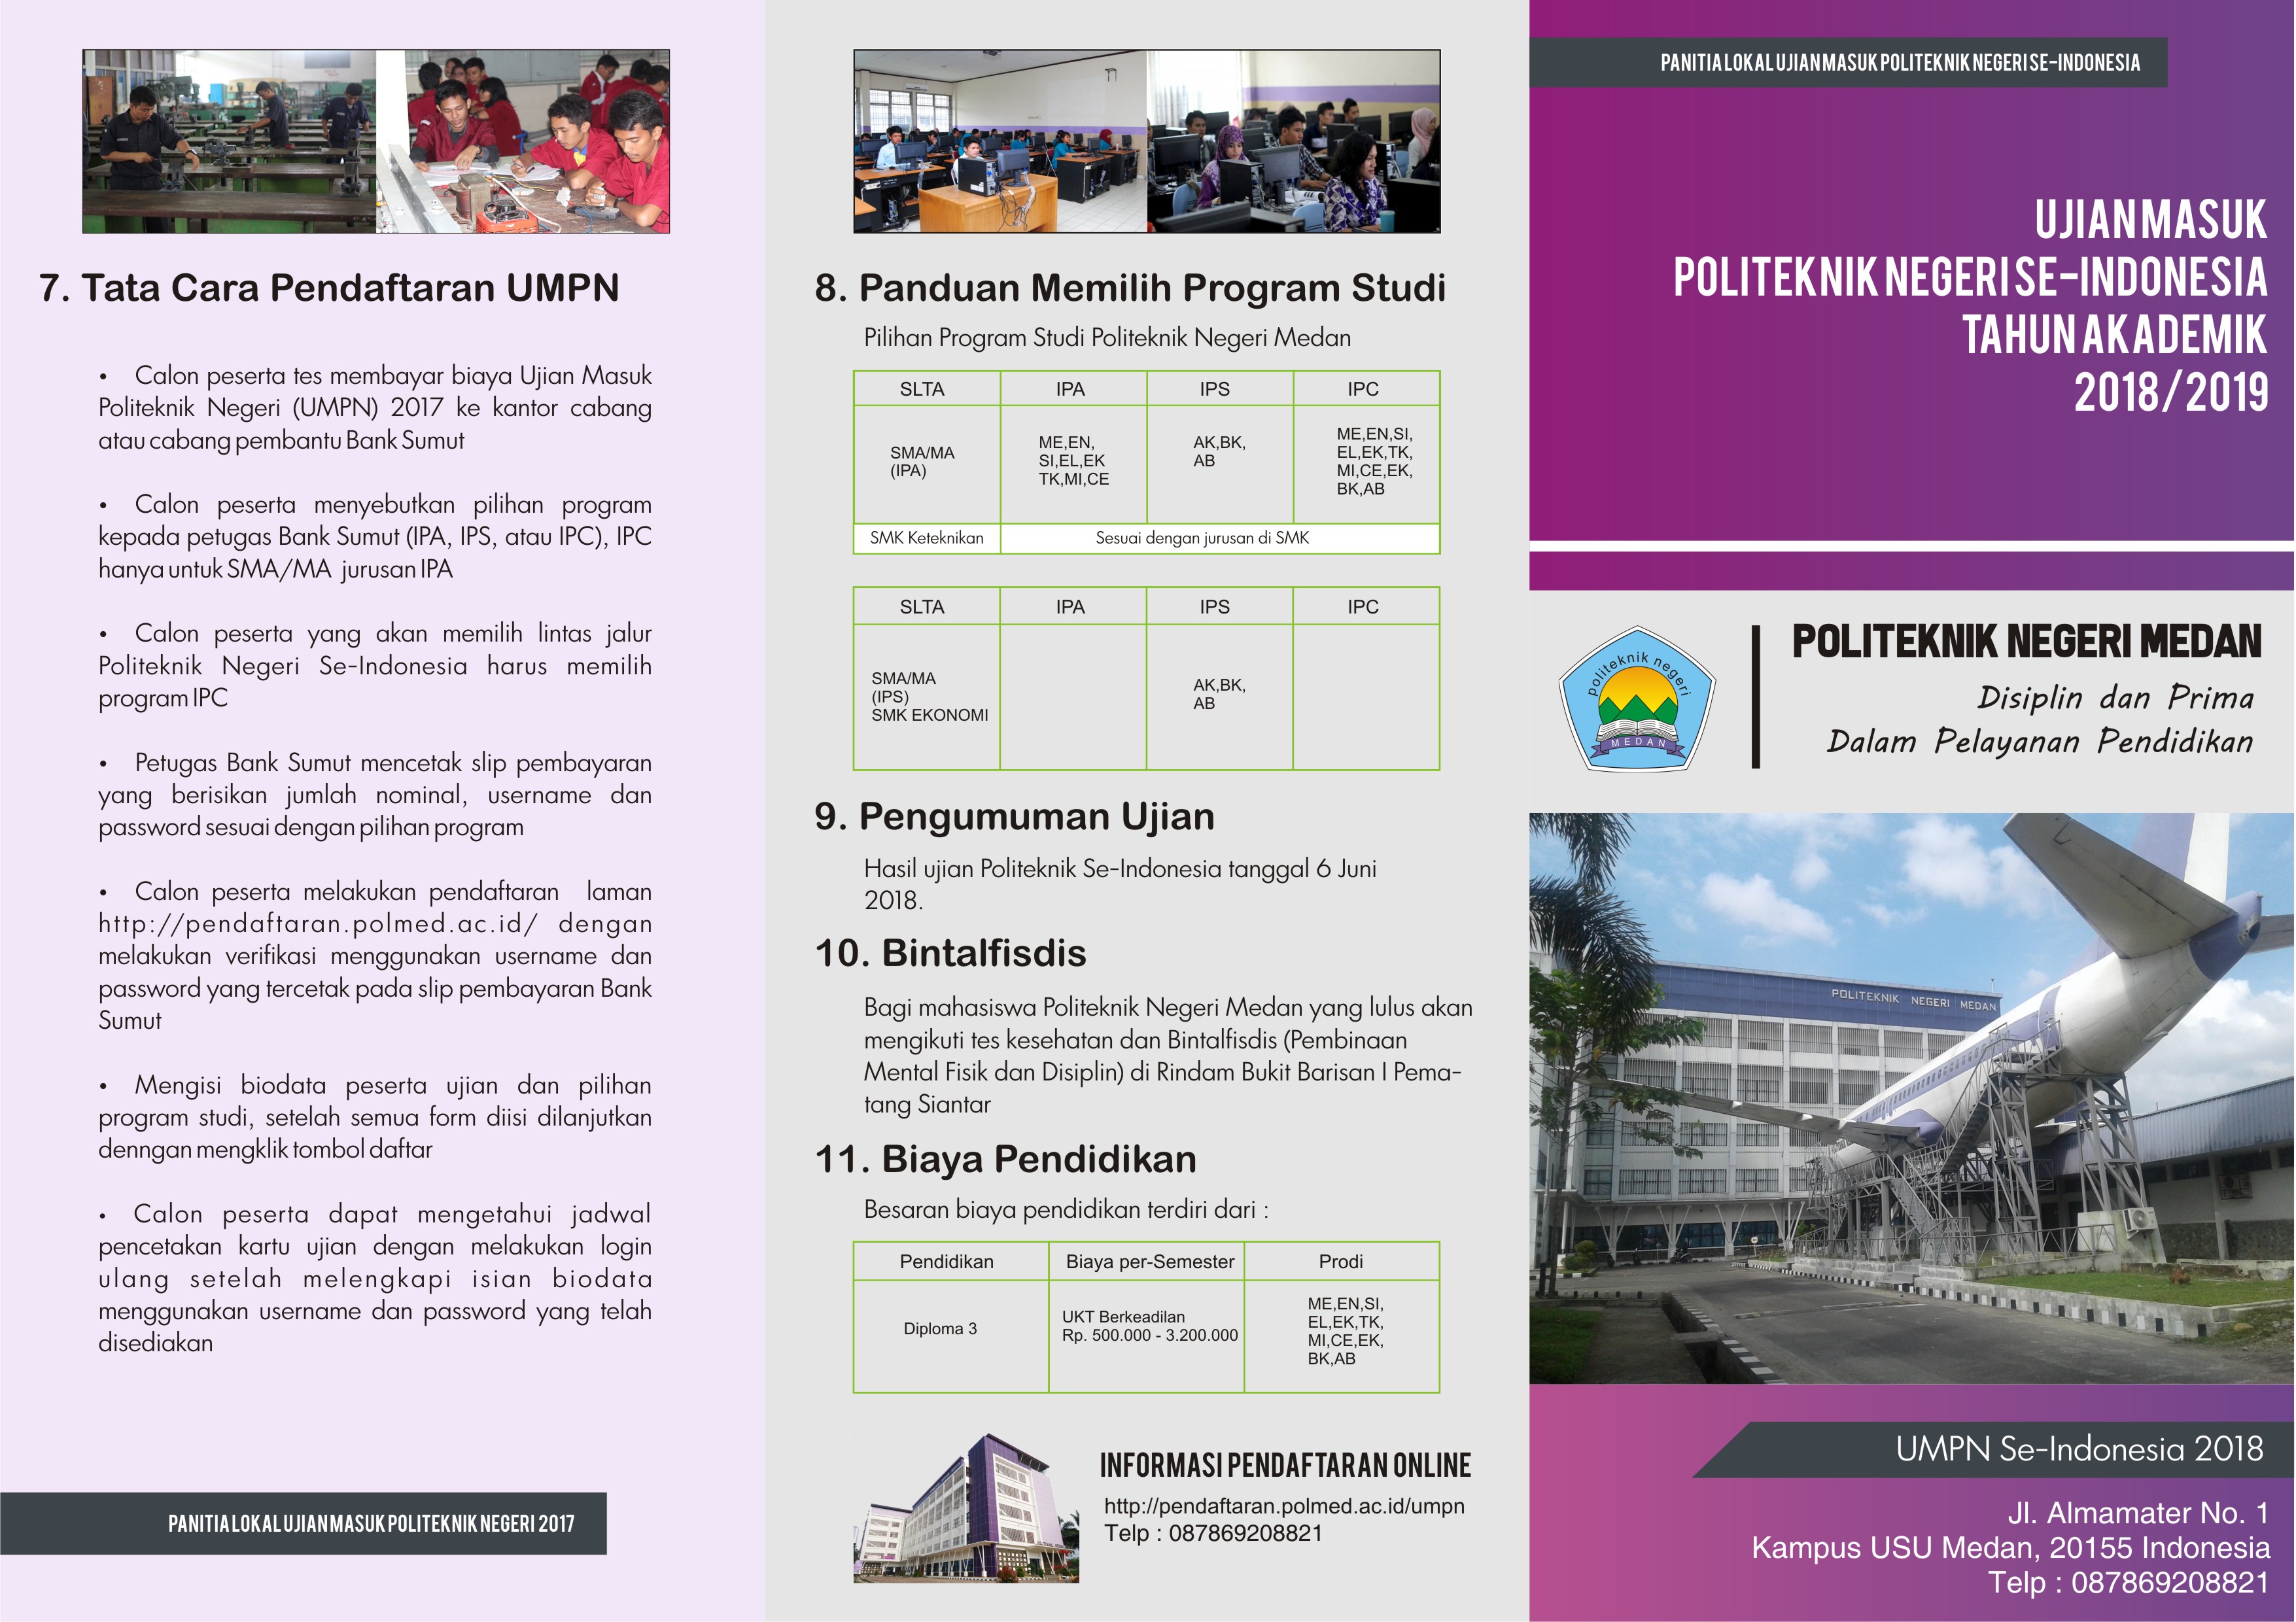 7. Tata Cara Pendaftaran UMPN
• Calon peserta tes membayar biaya Ujian Masuk
Politeknik Negeri (UMPN) 2017 ke kantor cabang
atau cabang pembantu Bank Sumut
• Calon peserta menyebutkan pilihan program
kepada petugas Bank Sumut (IPA, IPS, atau IPC), IPC
hanya untuk SMA/MA jurusan IPA
• Calon peserta yang akan memilih lintas jalur
Politeknik Negeri Se-Indonesia harus memilih
program IPC
• Petugas Bank Sumut mencetak slip pembayaran
yang berisikan jumlah nominal, username dan
password sesuai dengan pilihan program
• Calon peserta melakukan pendaftaran laman
http://pendaftaran.polmed.ac.id/ dengan
melakukan verifikasi menggunakan username dan
password yang tercetak pada slip pembayaran Bank
Sumut
• Mengisi biodata peserta ujian dan pilihan
program studi, setelah semua form diisi dilanjutkan
denngan mengklik tombol daftar
• Calon peserta dapat mengetahui jadwal
pencetakan kartu ujian dengan melakukan login
ulang setelah melengkapi isian biodata
menggunakan username dan password yang telah
disediakan
PANITIA LOKAL UJIAN MASUK POLITEKNIK NEGERI 2017
8. Panduan Memilih Program Studi
Pilihan Program Studi Politeknik Negeri Medan
SLTA IPA IPS IPC
SMA/MA
(IPA)
ME,EN,
SI,EL,EK
TK,MI,CE
AK,BK,
AB
ME,EN,SI,
EL,EK,TK,
MI,CE,EK,
BK,AB
SMK Keteknikan Sesuai dengan jurusan di SMK
SLTA IPA IPS IPC
SMA/MA
(IPS)
SMK EKONOMI
AK,BK,
AB
9. Pengumuman Ujian
Hasil ujian Politeknik Se-Indonesia tanggal 6 Juni
2018.
10. Bintalfisdis
Bagi mahasiswa Politeknik Negeri Medan yang lulus akan
mengikuti tes kesehatan dan Bintalfisdis (Pembinaan
Mental Fisik dan Disiplin) di Rindam Bukit Barisan I Pema-
tang Siantar
11. Biaya Pendidikan
Besaran biaya pendidikan terdiri dari :
Pendidikan Biaya per-Semester Prodi
Diploma 3
UKT Berkeadilan
Rp. 500.000 - 3.200.000
ME,EN,SI,
EL,EK,TK,
MI,CE,EK,
BK,AB
INFORMASI PENDAFTARAN ONLINE
http://pendaftaran.polmed.ac.id/umpn
Telp : 087869208821
PANITIA LOKAL UJIAN MASUK POLITEKNIK NEGERI SE-INDONESIA
UJIAN MASUK
POLITEKNIK NEGERI SE-INDONESIA
TAHUN AKADEMIK
2018/2019
politeknik negeri
MEDAN
POLITEKNIK NEGERI MEDAN
Disiplin dan Prima
Dalam Pelayanan Pendidikan
POLITEKNIK NEGERI MEDAN
UMPN Se-Indonesia 2018
Jl. Almamater No. 1
Kampus USU Medan, 20155 Indonesia
Telp : 087869208821